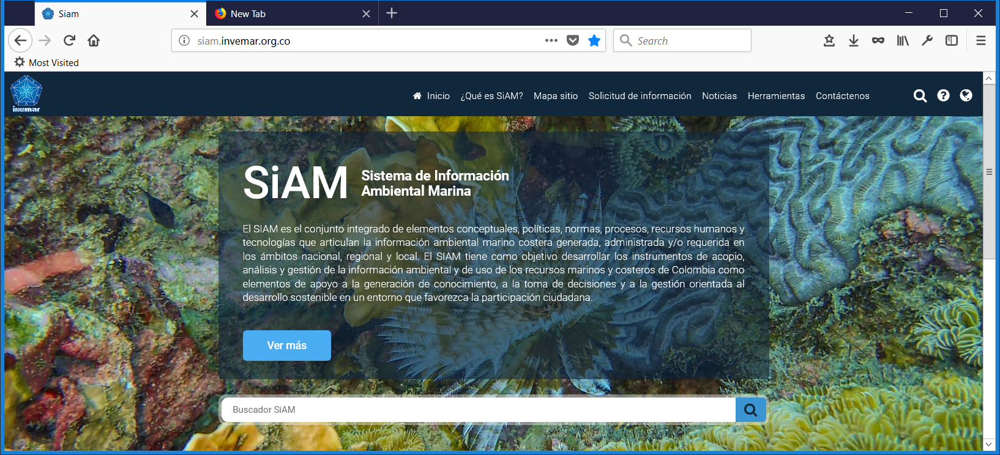 Siam
New Tab
siam.invemar.org.co
Search
Most Visited
invemar
Inicio ¿Qué es SiAM? Mapa sitio Solicitud de información Noticias Herramientas Contáctenos
SiAM
Sistema de Información
Ambiental Marina
El SIAM es el conjunto integrado de elementos conceptuales, políticas, normas, procesos, recursos humanos y
tecnologías que articulan la información ambiental marino costera generada, administrada y/o requerida en
los ámbitos nacional, regional y local. El SIAM tiene como objetivo desarrollar los instrumentos de acopio,
análisis y gestión de la información ambiental y de uso de los recursos marinos y costeros de Colombia como
elementos de apoyo a la generación de conocimiento, a la toma de decisiones y a la gestión orientada al
desarrollo sostenible en un entorno que favorezca la participación ciudadana.
Ver más
Buscador SiAM